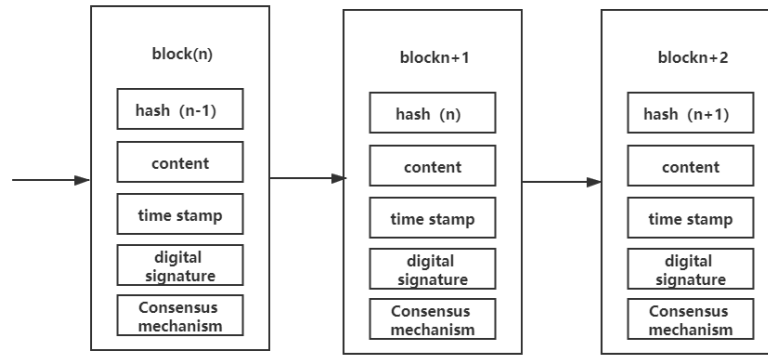 block(n)
hash (n-1)
content
time stamp
digital
signature
Consensus
mechanism
blockn+1
hash (n)
content
time stamp
digital
signature
Consensus
mechanism
blockn+2
hash (n+1)
content
time stamp
digital
signature
Consensus
mechanism